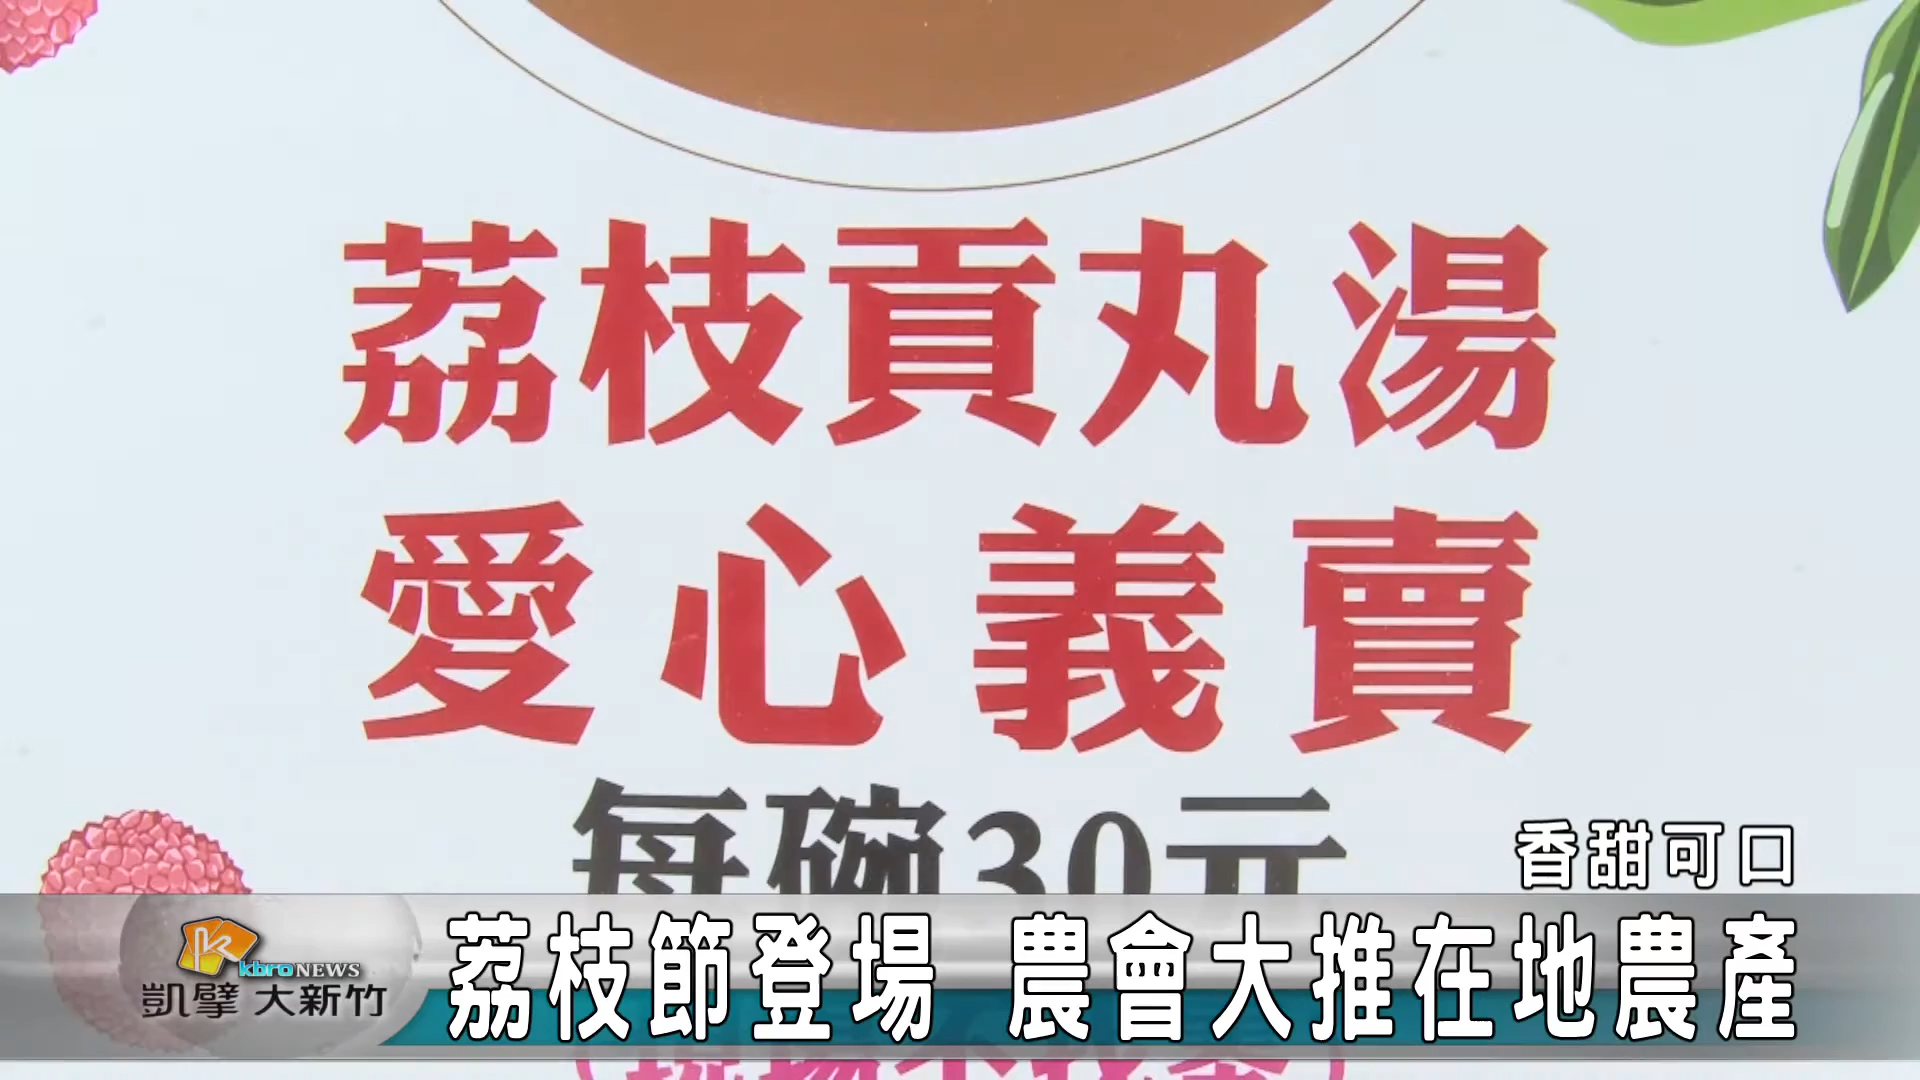 荔枝貢丸湯
愛心義賣
每碗30元
香甜可口
荔枝節登場 農會大推在地農產
kbro NEWS
凱擘 大新竹